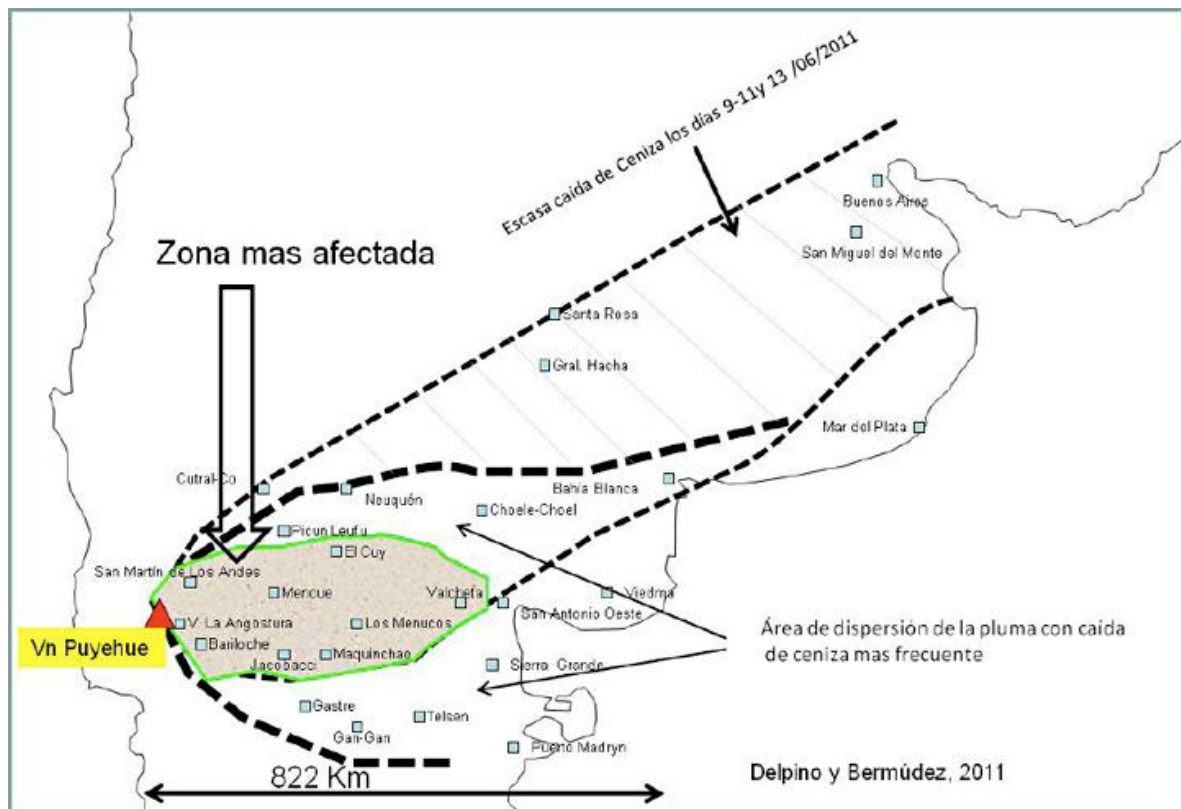 Escasa caída de Ceniza los días 9-11y 13 /06/2011
Buenos Aires
San Miguel del Monte
Zona mas afectada
Santa Rosa
Gral. Hacha
Mar del Plata
Cutral-Co
Neuquén
Bahía Blanca
Choele-Choel
Picun Leufu
El Cuy
San Martín de Los Andes
Mencue
Valcheta
Viedma
San Antonio Oeste
V. La Angostura
Los Menucos
Vn Puyehue
Bariloche
Jacobacci
Maquinchao
Sierra Grande
Área de dispersión de la pluma con caída
de ceniza mas frecuente
Gastre
Telsen
Gan-Gan
Puerto Madryn
822 Km
Delpino y Bermúdez, 2011